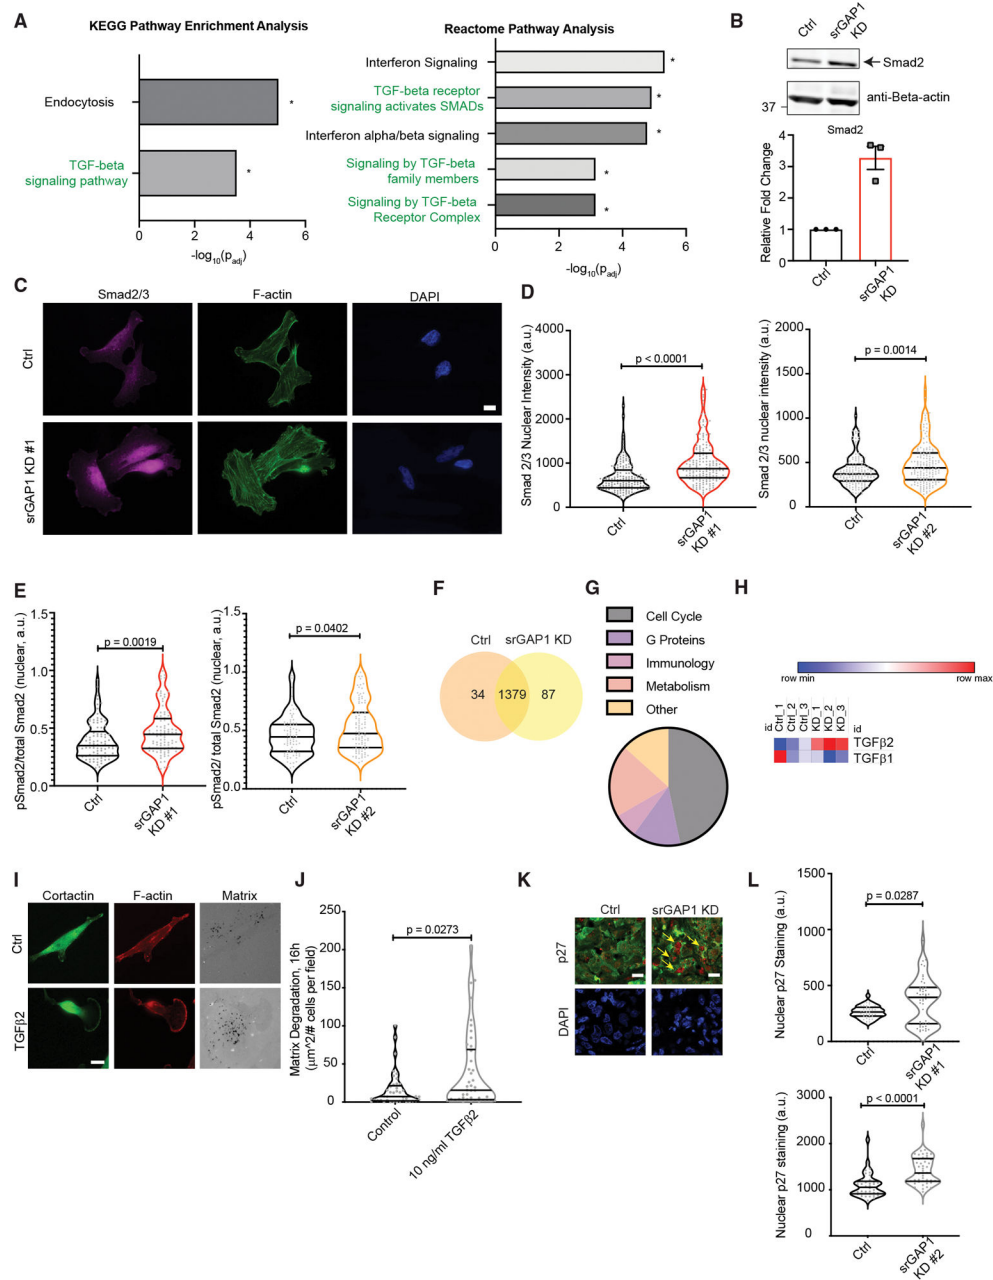 A
KEGG Pathway Enrichment Analysis
Endocytosis
*
TGF-beta
signaling pathway
*
0
2
4
6
-log10(padj)
Reactome Pathway Analysis
Interferon Signaling
*
TGF-beta receptor
signaling activates SMADs
*
Interferon alpha/beta signaling
*
Signaling by TGF-beta
family members
*
Signaling by TGF-beta
Receptor Complex
*
0
2
4
6
-log10(padj)
B
Ctrl
srGAP1
KD
Smad2
anti-Beta-actin
37
Smad2
Relative Fold Change
4
3
2
1
0
Ctrl
srGAP1
KD
C
Smad2/3
F-actin
DAPI
Ctrl
srGAP1 KD #1
D
Smad 2/3 Nuclear Intensity (a.u.)
4000
3000
2000
1000
0
p < 0.0001
Ctrl
srGAP1
KD #1
Smad 2/3 nuclear intensity (a.u.)
2000
1500
1000
500
0
p = 0.0014
Ctrl
srGAP1
KD #2
E
pSmad2/total Smad2 (nuclear, a.u.)
1.5
1.0
0.5
0.0
p = 0.0019
Ctrl
srGAP1
KD #1
pSmad2/ total Smad2 (nuclear, a.u.)
1.5
1.0
0.5
0.0
p = 0.0402
Ctrl
srGAP1
KD #2
F
Ctrl
srGAP1 KD
34
1379
87
G
Cell Cycle
G Proteins
Immunology
Metabolism
Other
H
row min
row max
id
Ctrl_1
Ctrl_2
Ctrl_3
KD_1
KD_2
KD_3
id
TGFβ2
TGFβ1
I
Cortactin
F-actin
Matrix
Ctrl
TGFβ2
J
Matrix Degradation, 16h
(μm^2/# cells per field)
250
200
150
100
50
0
p = 0.0273
Control
10 ng/ml TGFβ2
K
Ctrl
srGAP1 KD
p27
DAPI
L
Nuclear p27 Staining (a.u.)
1500
1000
500
0
p = 0.0287
Ctrl
srGAP1
KD #1
Nuclear p27 staining (a.u.)
3000
2000
1000
0
p < 0.0001
Ctrl
srGAP1
KD #2